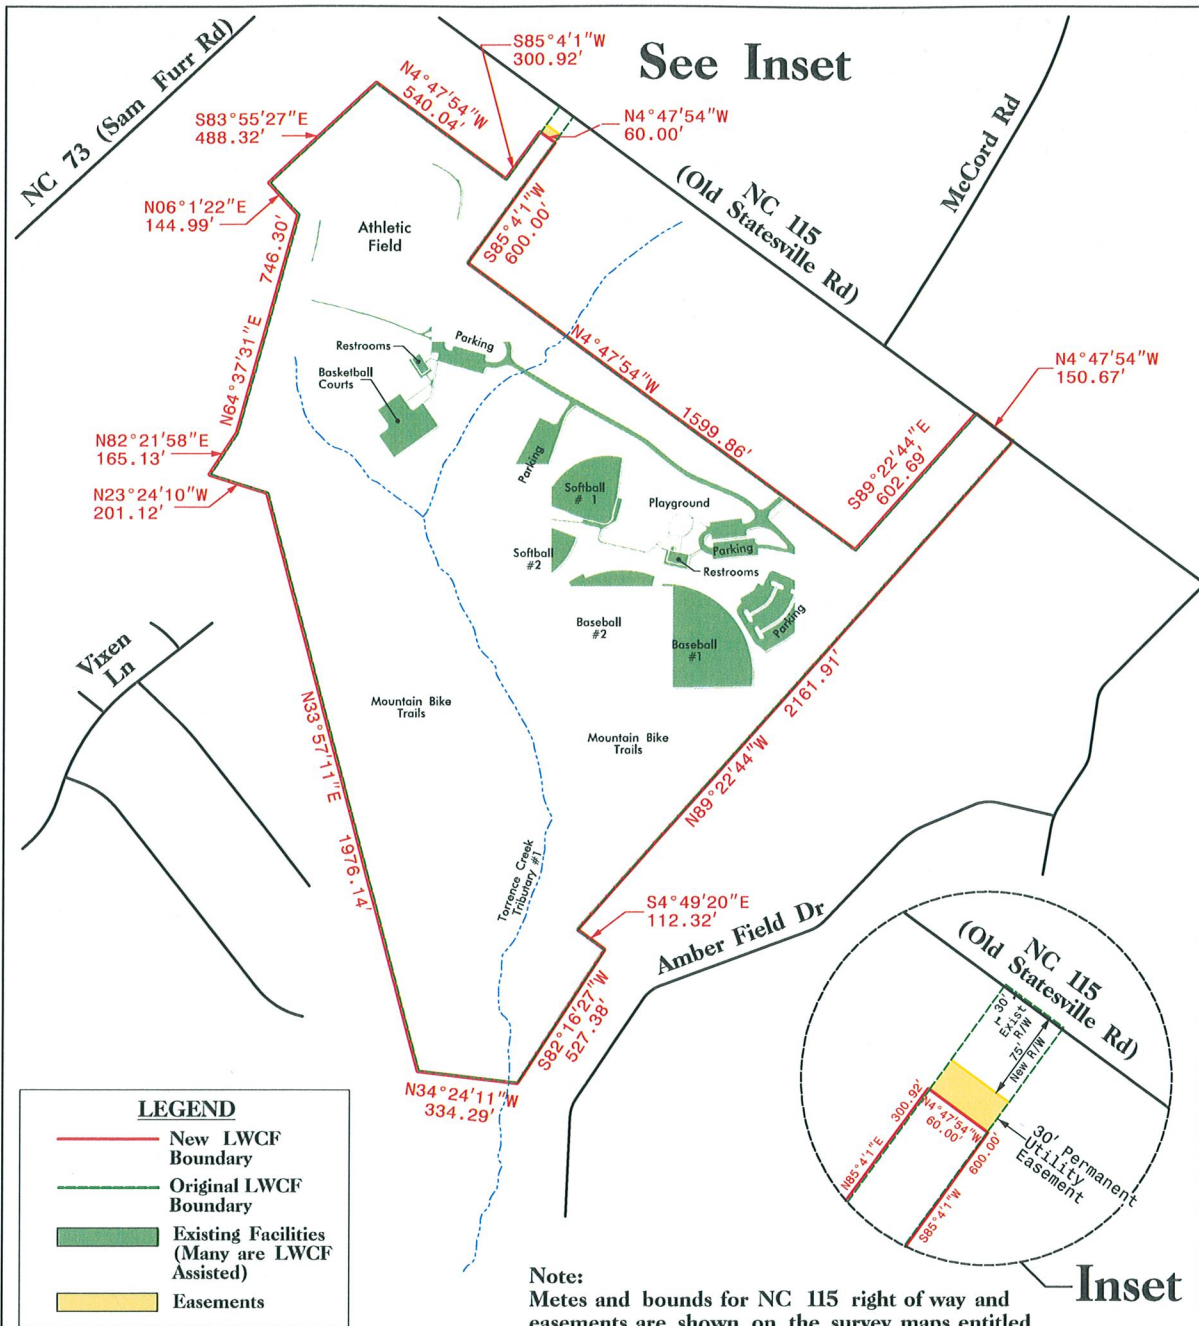 See Inset
NC 73 (Sam Furr Rd)
S85°4'1"W
300.92'
N4°47'54"W
540.04'
S83°55'27"E
488.32'
N4°47'54"W
60.00'
McCord Rd
NC 115
(Old Statesville Rd)
N06°1'22"E
144.99'
746.30'
N64°37'31"E
Athletic
Field
S85°4'1"W
600.00'
Restrooms
Parking
Basketball
Courts
N4°47'54"W 1599.86'
N4°47'54"W
150.67'
S89°22'44"E
602.69'
N82°21'58"E
165.13'
N23°24'10"W
201.12'
Parking
Softball
# 1
Playground
Softball
#2
Parking
Restrooms
Baseball
#2
Baseball
#1
Parking
Vixen
Ln
N33°57'11"E 1976.14'
Mountain Bike
Trails
Mountain Bike
Trails
N89°22'44"W 2161.91'
Torrence Creek
Tributary #1
S4°49'20"E
112.32'
Amber Field Dr
S82°16'27"W
527.38'
N34°24'11"W
334.29'
NC 115
(Old
Statesville Rd)
30'
Exist
R/W
75'
New R/W
N85°4'1"E 300.92'
N4°47'54"W
60.00'
S85°4'1"W 600.00'
30' Permanent
Utility
Easement
Inset
LEGEND
New LWCF
Boundary
Original LWCF
Boundary
Existing Facilities
(Many are LWCF
Assisted)
Easements
Note:
Metes and bounds for NC 115 right of way and
easements are shown on the survey maps entitled